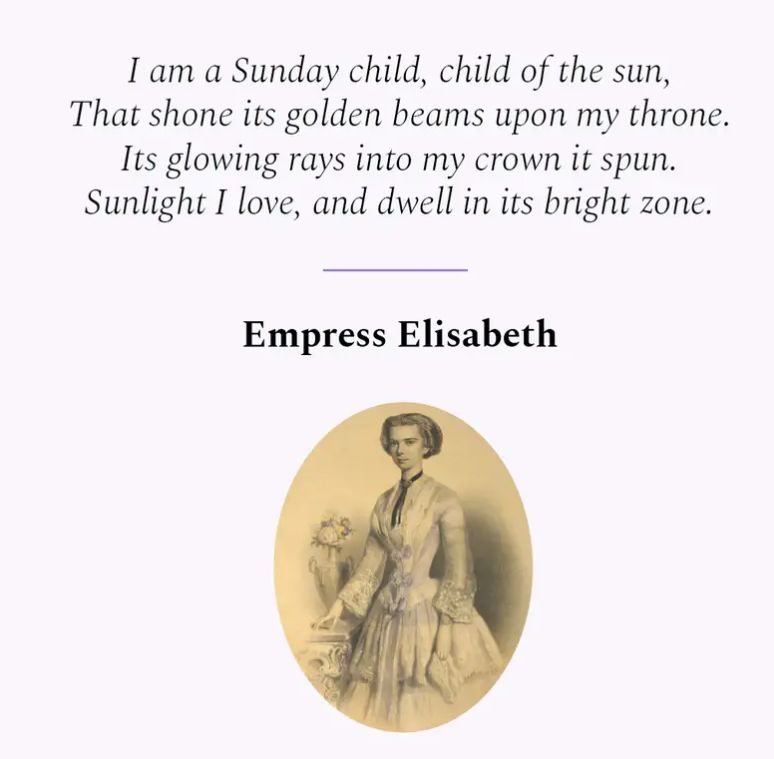 I am a Sunday child, child of the sun,
That shone its golden beams upon my throne.
Its glowing rays into my crown it spun.
Sunlight I love, and dwell in its bright zone.
Empress Elisabeth